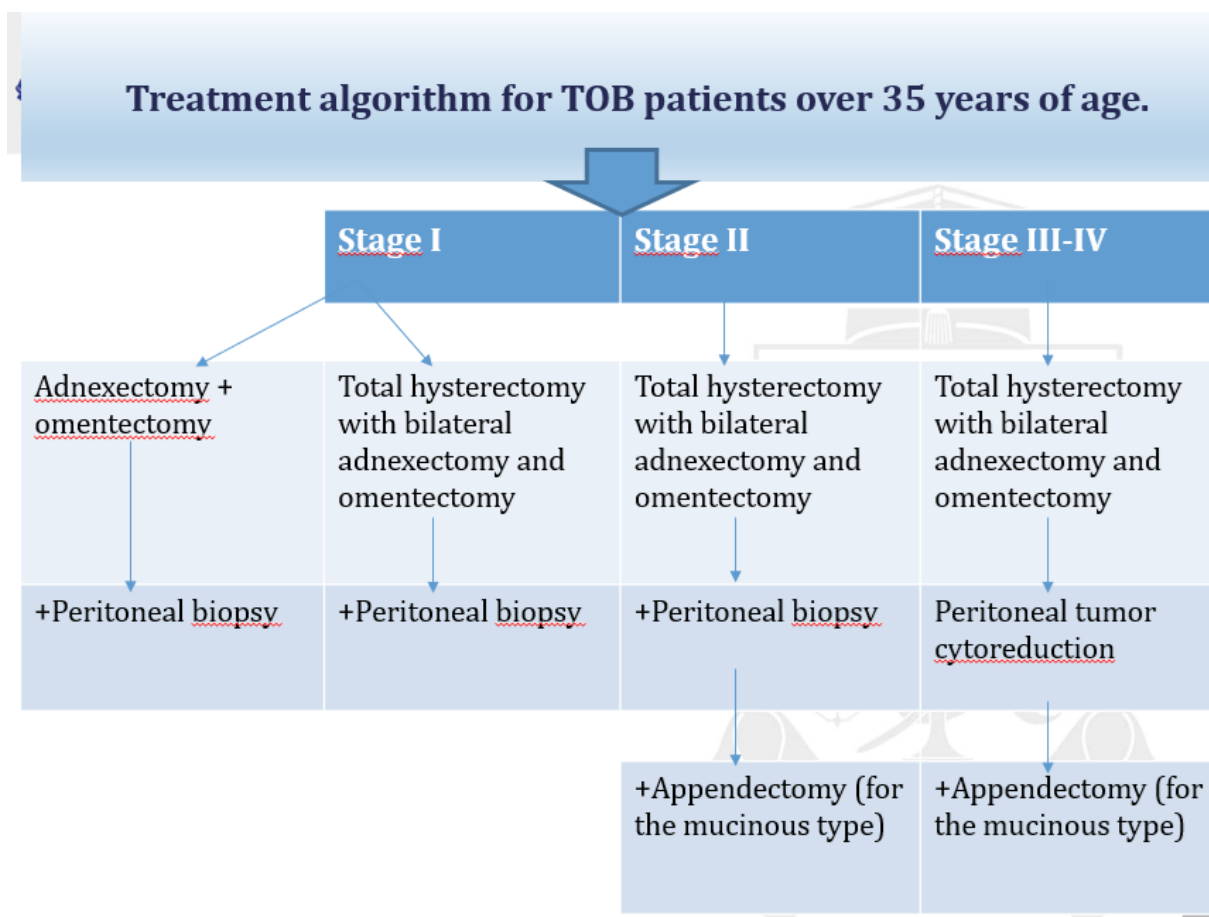 Treatment algorithm for TOB patients over 35 years of age.
Stage I
Stage II
Stage III-IV
Adnexectomy +
omentectomy
Total hysterectomy
with bilateral
adnexectomy and
omentectomy
Total hysterectomy
with bilateral
adnexectomy and
omentectomy
Total hysterectomy
with bilateral
adnexectomy and
omentectomy
+Peritoneal biopsy
+Peritoneal biopsy
+Peritoneal biopsy
Peritoneal tumor
cytoreduction
+Appendectomy (for
the mucinous type)
+Appendectomy (for
the mucinous type)